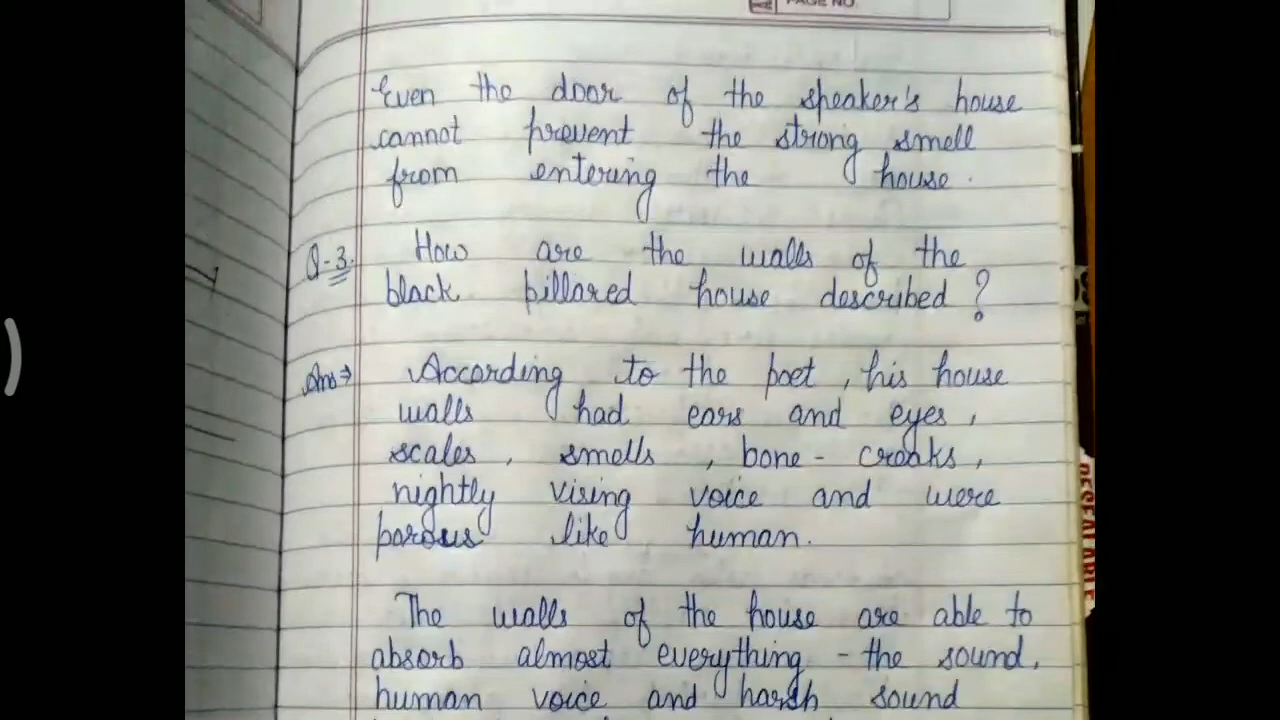 PAGE NO.
Even the door of the speaker's house
cannot prevent the strong smell
from entering the house.
Q-3. How are the walls of the
black pillared house described?
Ans⇒ According to the poet, his house
walls had ears and eyes,
scales, smells, bone-creaks,
nightly vising voice and were
porous like human.
The walls of the house are able to
absorb almost everything - the sound,
human voice and harsh sound